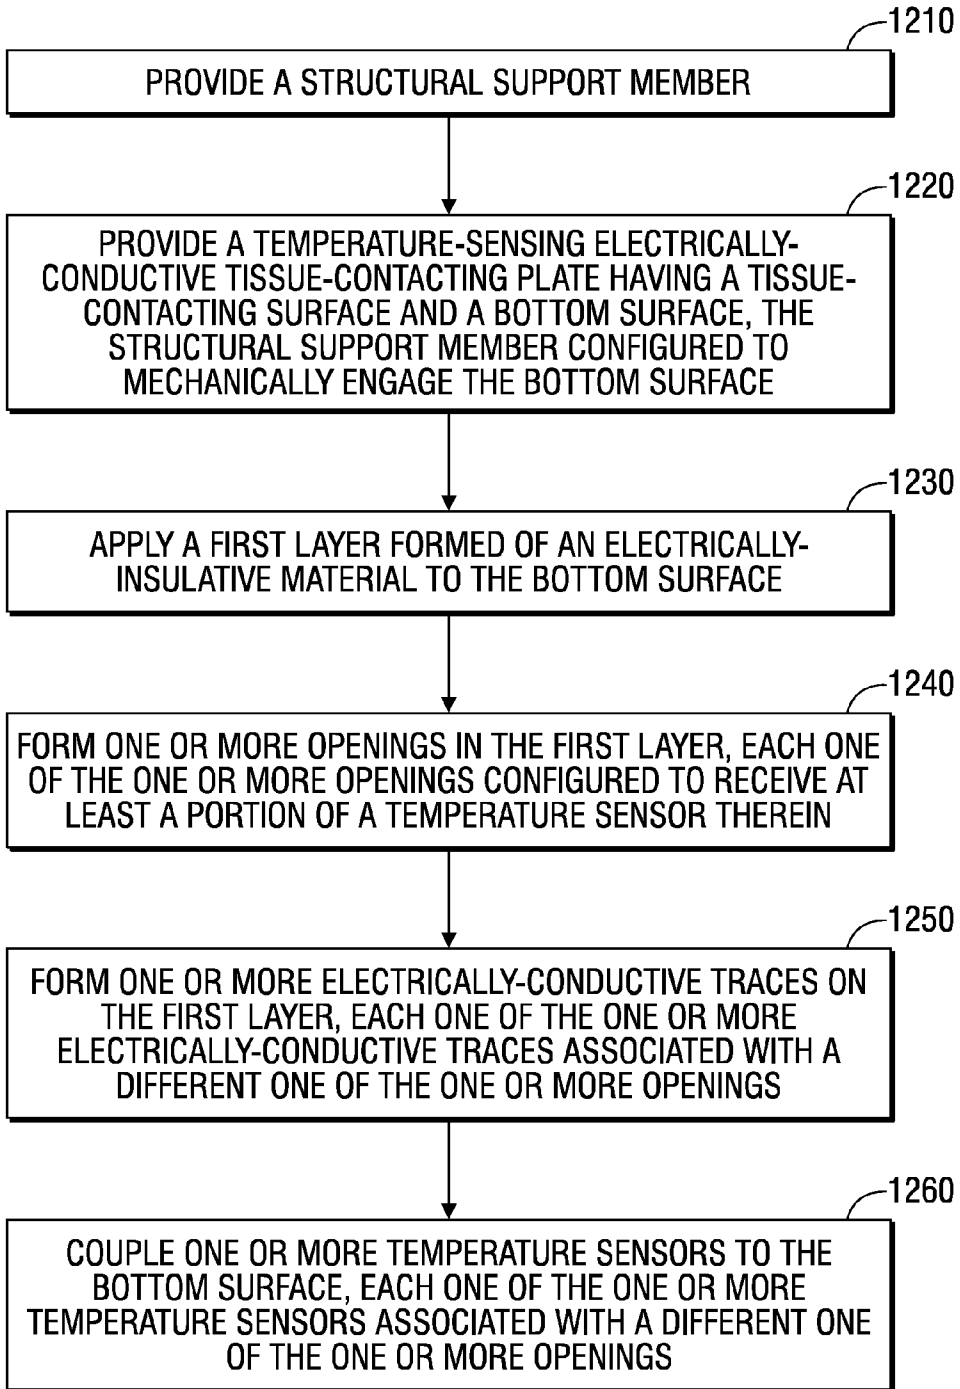 1210
PROVIDE A STRUCTURAL SUPPORT MEMBER
1220
PROVIDE A TEMPERATURE-SENSING ELECTRICALLY-
CONDUCTIVE TISSUE-CONTACTING PLATE HAVING A TISSUE-
CONTACTING SURFACE AND A BOTTOM SURFACE, THE
STRUCTURAL SUPPORT MEMBER CONFIGURED TO
MECHANICALLY ENGAGE THE BOTTOM SURFACE
1230
APPLY A FIRST LAYER FORMED OF AN ELECTRICALLY-
INSULATIVE MATERIAL TO THE BOTTOM SURFACE
1240
FORM ONE OR MORE OPENINGS IN THE FIRST LAYER, EACH ONE
OF THE ONE OR MORE OPENINGS CONFIGURED TO RECEIVE AT
LEAST A PORTION OF A TEMPERATURE SENSOR THEREIN
1250
FORM ONE OR MORE ELECTRICALLY-CONDUCTIVE TRACES ON
THE FIRST LAYER, EACH ONE OF THE ONE OR MORE
ELECTRICALLY-CONDUCTIVE TRACES ASSOCIATED WITH A
DIFFERENT ONE OF THE ONE OR MORE OPENINGS
1260
COUPLE ONE OR MORE TEMPERATURE SENSORS TO THE
BOTTOM SURFACE, EACH ONE OF THE ONE OR MORE
TEMPERATURE SENSORS ASSOCIATED WITH A DIFFERENT ONE
OF THE ONE OR MORE OPENINGS